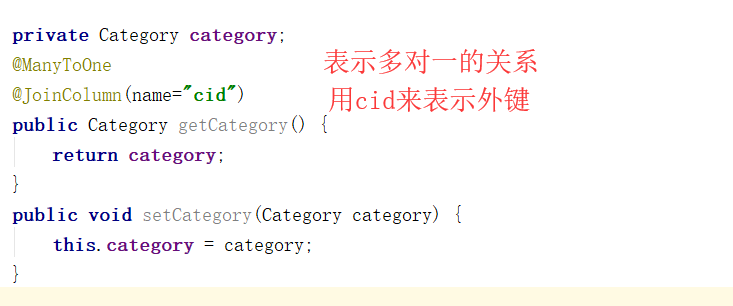 private Category category;
@ManyToOne
表示多对一的关系
@JoinColumn(name="cid")
用cid来表示外键
public Category getCategory() {
return category;
}
public void setCategory(Category category) {
this.category = category;
}